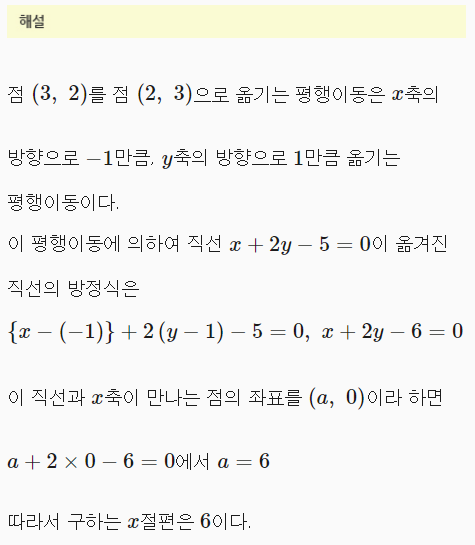 해설
점 (3, 2)를 점 (2, 3)으로 옮기는 평행이동은 x축의
방향으로 −1만큼, y축의 방향으로 1만큼 옮기는
평행이동이다.
이 평행이동에 의하여 직선 x + 2y − 5 = 0이 옮겨진
직선의 방정식은
{x − (−1)} + 2 (y − 1) − 5 = 0, x + 2y − 6 = 0
이 직선과 x축이 만나는 점의 좌표를 (a, 0)이라 하면
a + 2 × 0 − 6 = 0에서 a = 6
따라서 구하는 x절편은 6이다.